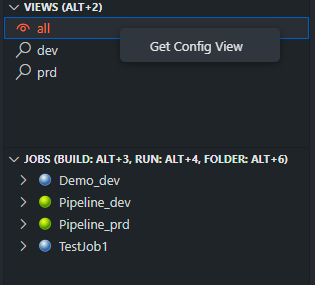 VIEWS (ALT+2)
all
Get Config View
dev
prd
JOBS (BUILD: ALT+3, RUN: ALT+4, FOLDER: ALT+6)
Demo_dev
Pipeline_dev
Pipeline_prd
TestJob1